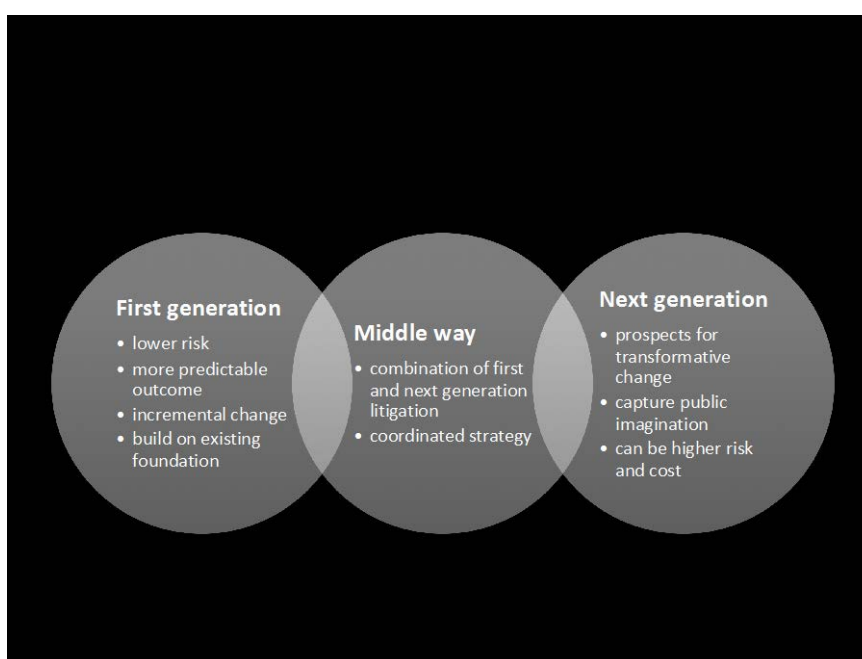 First generation
• lower risk
• more predictable
outcome
• incremental change
• build on existing
foundation
Middle way
• combination of first
and next generation
litigation
• coordinated strategy
Next generation
• prospects for
transformative
change
• capture public
imagination
• can be higher risk
and cost